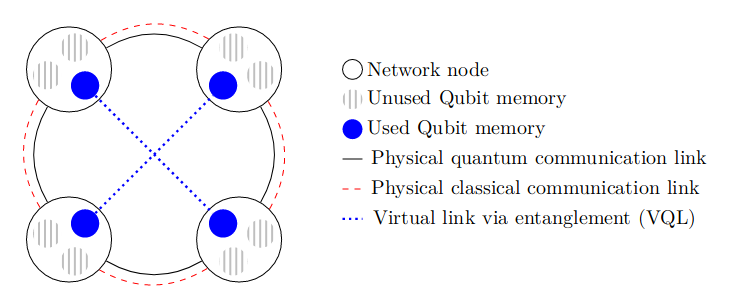 Network node
Unused Qubit memory
Used Qubit memory
Physical quantum communication link
Physical classical communication link
Virtual link via entanglement (VQL)